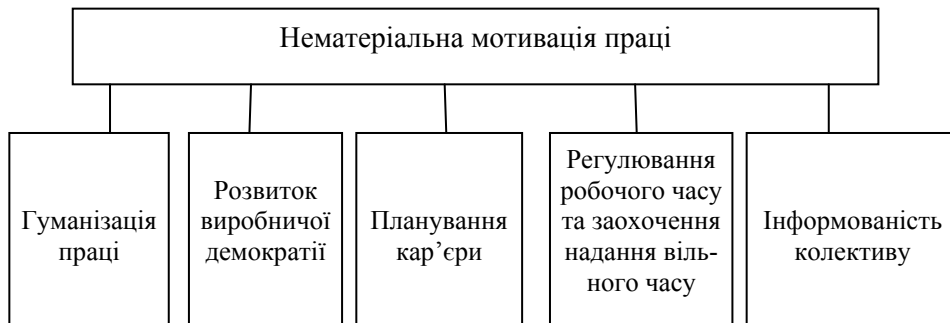 Нематеріальна мотивація праці
Гуманізація
праці
Розвиток
виробничої
демократії
Планування
кар’єри
Регулювання
робочого часу
та заохочення
надання віль-
ного часу
Інформованість
колективу